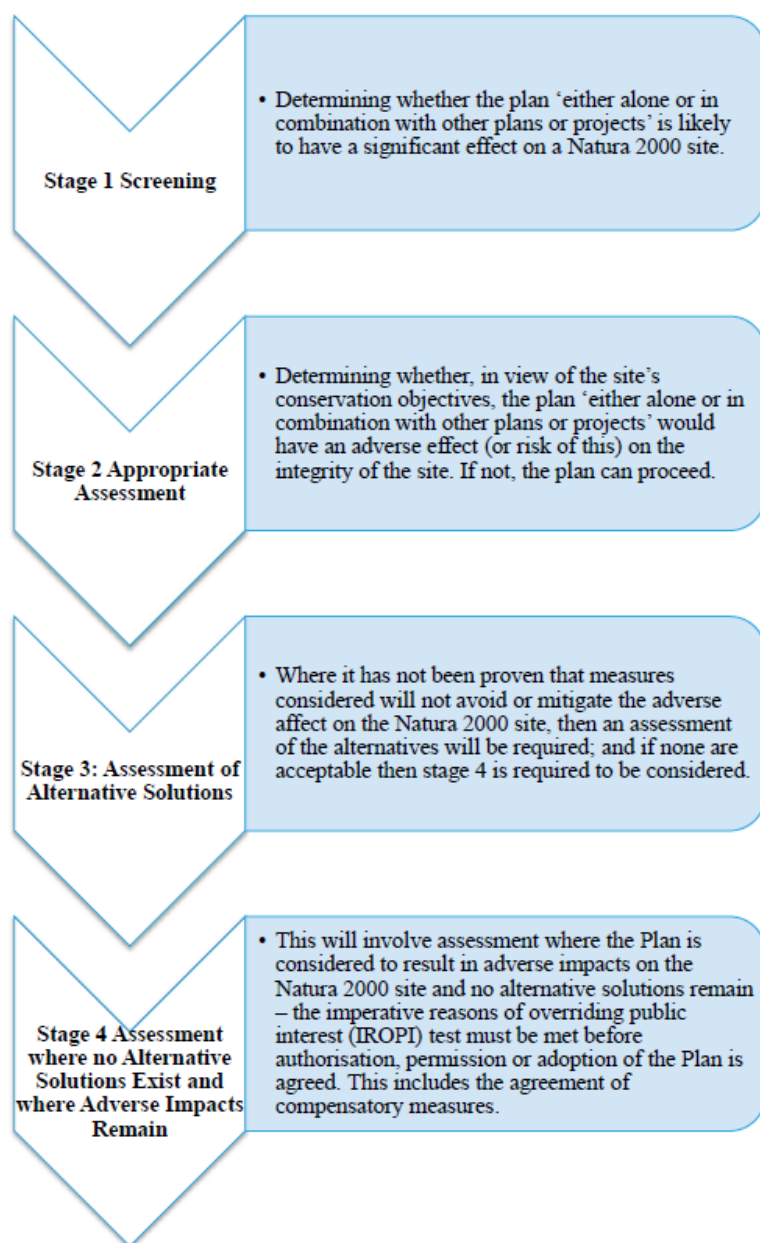 Stage 1 Screening
• Determining whether the plan ‘either alone or in
combination with other plans or projects’ is likely
to have a significant effect on a Natura 2000 site.
Stage 2 Appropriate
Assessment
• Determining whether, in view of the site’s
conservation objectives, the plan ‘either alone or in
combination with other plans or projects’ would
have an adverse effect (or risk of this) on the
integrity of the site. If not, the plan can proceed.
Stage 3: Assessment of
Alternative Solutions
• Where it has not been proven that measures
considered will not avoid or mitigate the adverse
affect on the Natura 2000 site, then an assessment
of the alternatives will be required; and if none are
acceptable then stage 4 is required to be considered.
Stage 4 Assessment
where no Alternative
Solutions Exist and
where Adverse Impacts
Remain
• This will involve assessment where the Plan is
considered to result in adverse impacts on the
Natura 2000 site and no alternative solutions remain
– the imperative reasons of overriding public
interest (IROPI) test must be met before
authorisation, permission or adoption of the Plan is
agreed. This includes the agreement of
compensatory measures.